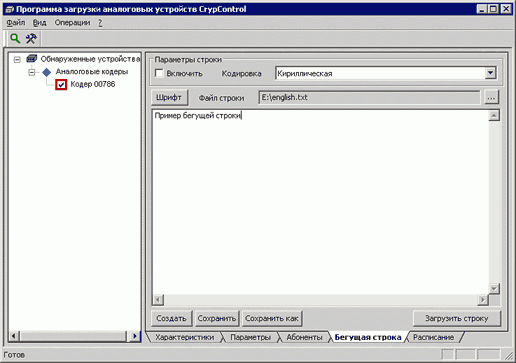 Программа загрузки аналоговых устройств CrypControl
Файл Вид Операции ?
Обнаруженные устройства
Аналоговые кодеры
Кодер 00786
Параметры строки
Включить Кодировка Кириллическая
Шрифт Файл строки E:\english.txt ...
Пример бегущей строки
Создать Сохранить Сохранить как Загрузить строку
Характеристики Параметры Абоненты Бегущая строка Расписание
Готов